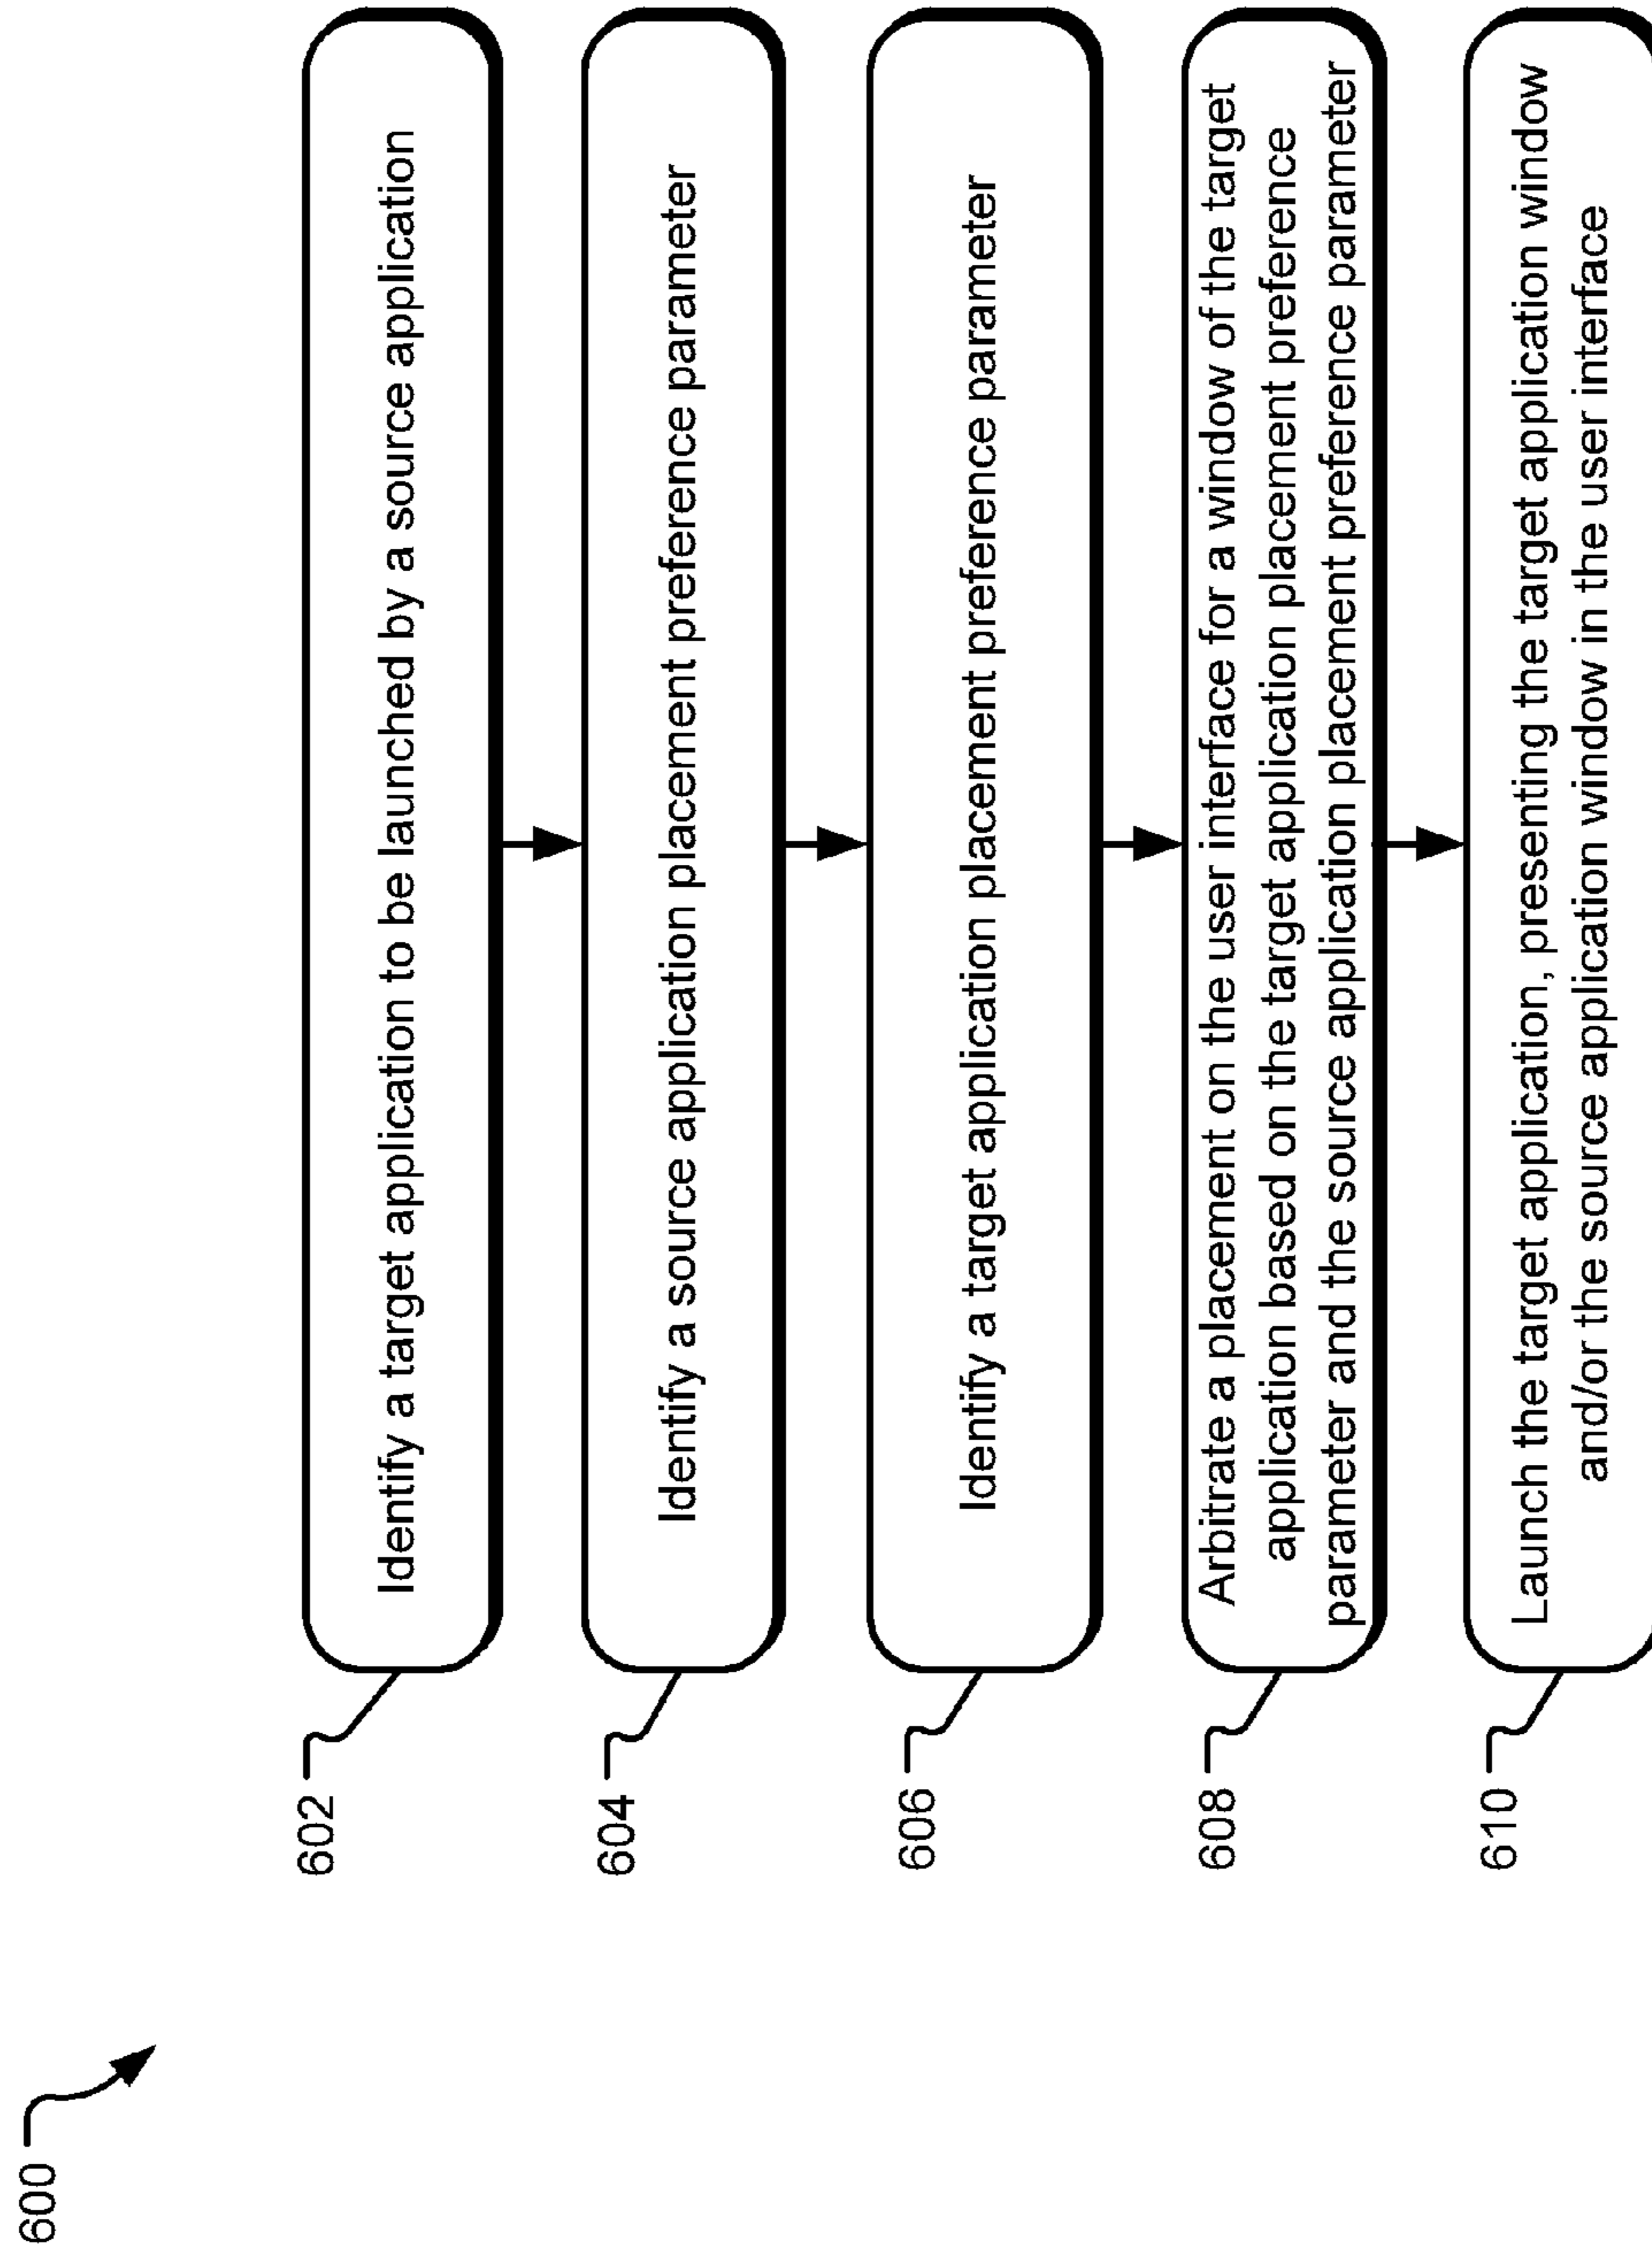 600
602
Identify a target application to be launched by a source application
604
Identify a source application placement preference parameter
606
Identify a target application placement preference parameter
608
Arbitrate a placement on the user interface for a window of the target
application based on the target application placement preference
parameter and the source application placement preference parameter
610
Launch the target application, presenting the target application window
and/or the source application window in the user interface